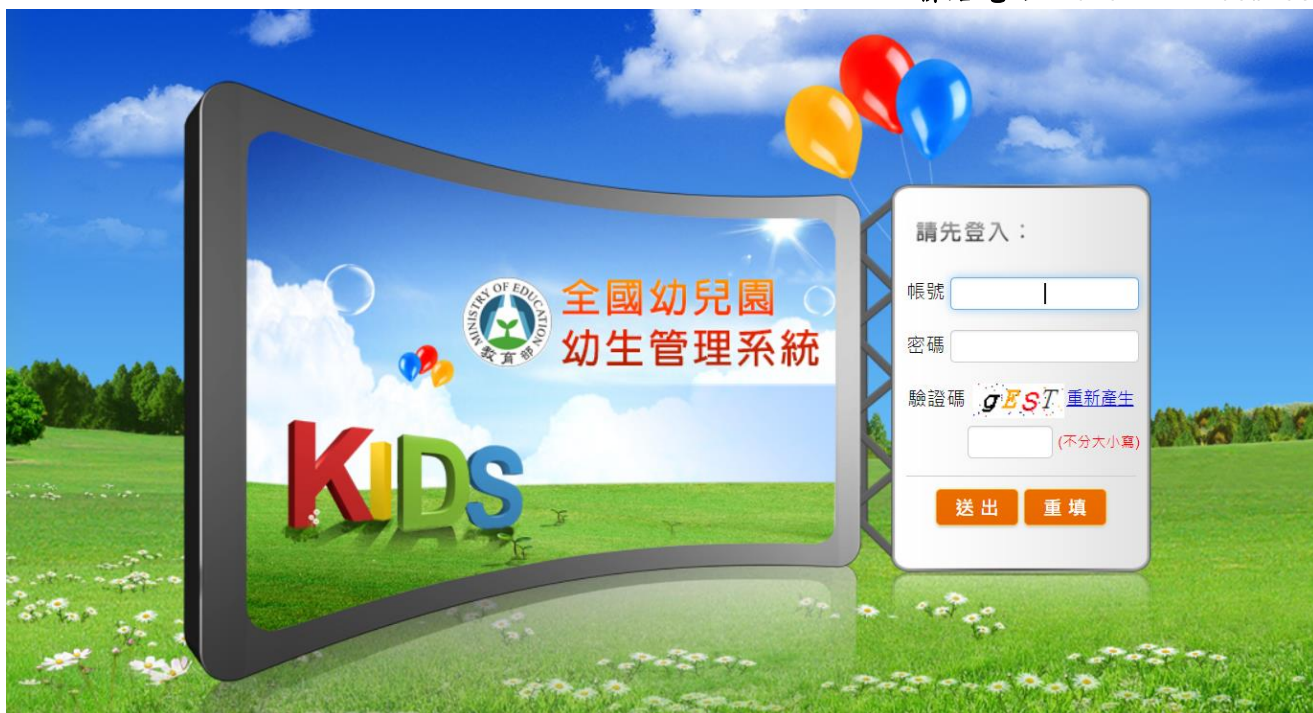 MINISTRY OF EDUCATION
教育部
全國幼兒園
幼生管理系統
KIDS
請先登入：
帳號
密碼
驗證碼 gEST 重新產生
(不分大小寫)
送出 重填